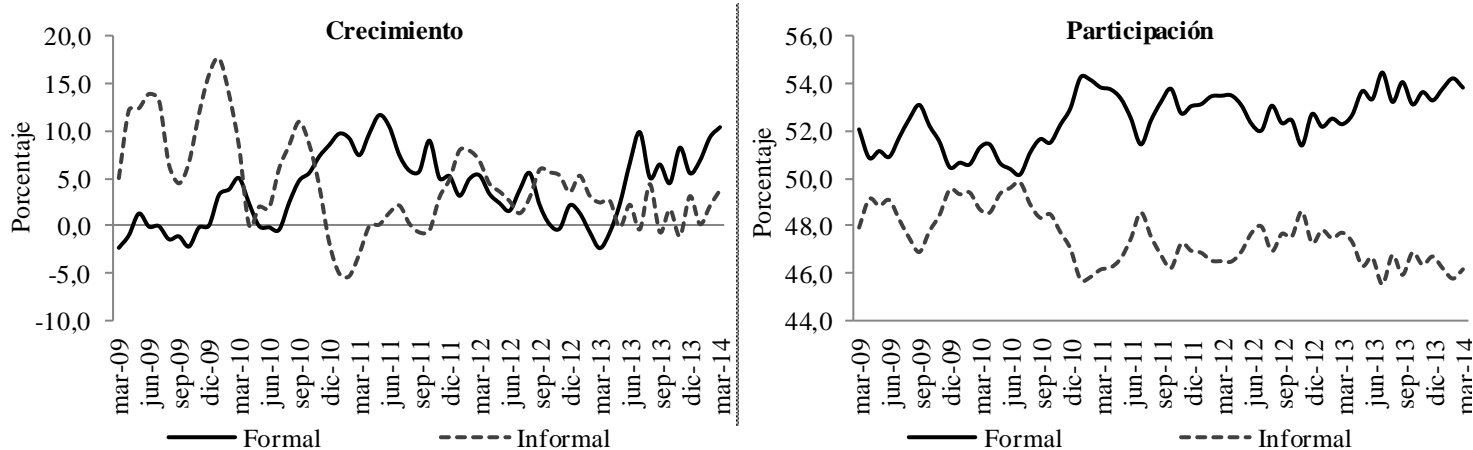 Crecimiento
Porcentaje
20,0
15,0
10,0
5,0
0,0
-5,0
-10,0
mar-09
jun-09
sep-09
dic-09
mar-10
jun-10
sep-10
dic-10
mar-11
jun-11
sep-11
dic-11
mar-12
jun-12
sep-12
dic-12
mar-13
jun-13
sep-13
dic-13
mar-14
Formal Informal
Participación
Porcentaje
56,0
54,0
52,0
50,0
48,0
46,0
44,0
mar-09
jun-09
sep-09
dic-09
mar-10
jun-10
sep-10
dic-10
mar-11
jun-11
sep-11
dic-11
mar-12
jun-12
sep-12
dic-12
mar-13
jun-13
sep-13
dic-13
mar-14
Formal Informal